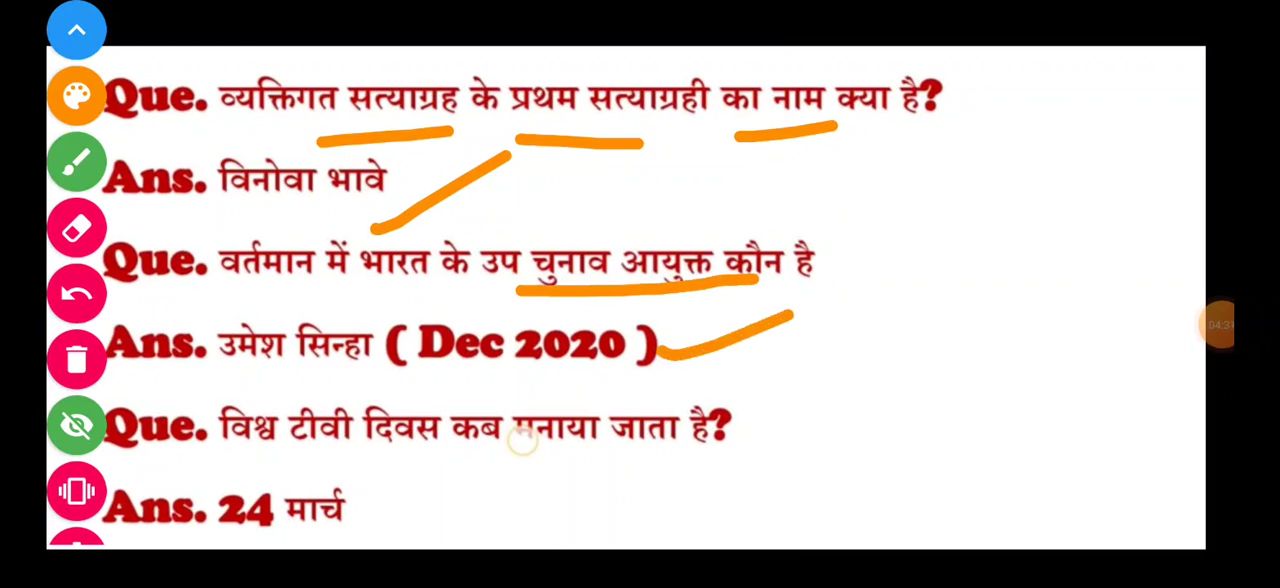 Que. व्यक्तिगत सत्याग्रह के प्रथम सत्याग्रही का नाम क्या है?
Ans. विनोवा भावे
Que. वर्तमान में भारत के उप चुनाव आयुक्त कौन है
Ans. उमेश सिन्हा ( Dec 2020 )
Que. विश्व टीवी दिवस कब मनाया जाता है?
Ans. 24 मार्च